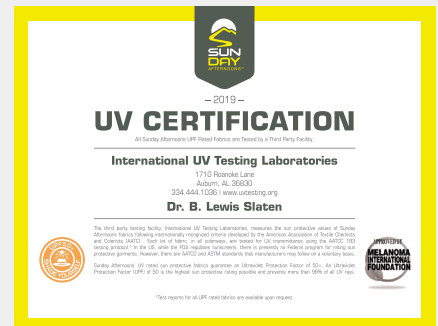 SUN
DAY
AFTERNOONS
– 2019 –
UV CERTIFICATION
All Sunday Afternoons UPF Rated Fabrics are Tested by a Third Party Facility
International UV Testing Laboratories
1710 Roanoke Lane
Auburn, AL 36830
334.444.1036 | www.uvtesting.org
Dr. B. Lewis Slaten
The third party testing facility, International UV Testing Laboratories, measures the sun protective values of Sunday
Afternoons fabrics following internationally recognized criteria developed by the American Association of Textile Chemists
and Colorists (AATC). Each lot of fabric, in all colorways, are tested for UV transmittance using the AATCC 183
testing protocol.* In the US, while the FDA regulates sunscreens, there is presently no Federal program for rating sun
protective garments. However, there are AATCC and ASTM standards that manufacturers may follow on a voluntary basis.
Sunday Afternoons' UV rated sun protective fabrics guarantee an Ultraviolet Protection Factor of 50+. An Ultraviolet
Protection Factor (UPF) of 50 is the highest sun protective rating possible and prevents more than 98% of all UV rays.
UPF50+
SHADE YOURSELF
APPROVED BY
MELANOMA
INTERNATIONAL
FOUNDATION
*Test reports for all UPF rated fabrics are available upon request.